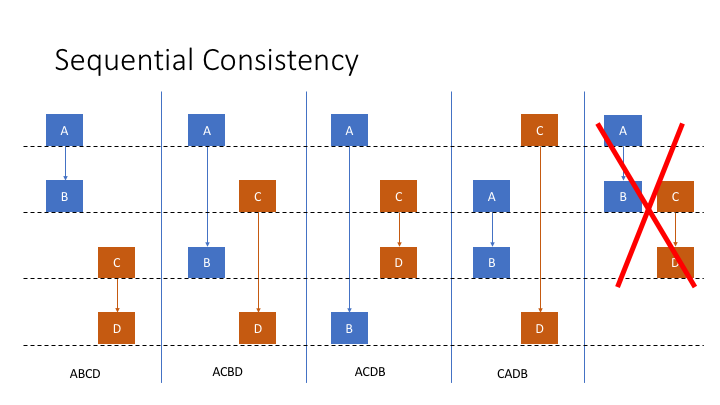 Sequential Consistency
A A A C A
B C C A B C
C B D B D
D D B D
ABCD ACBD ACDB CADB